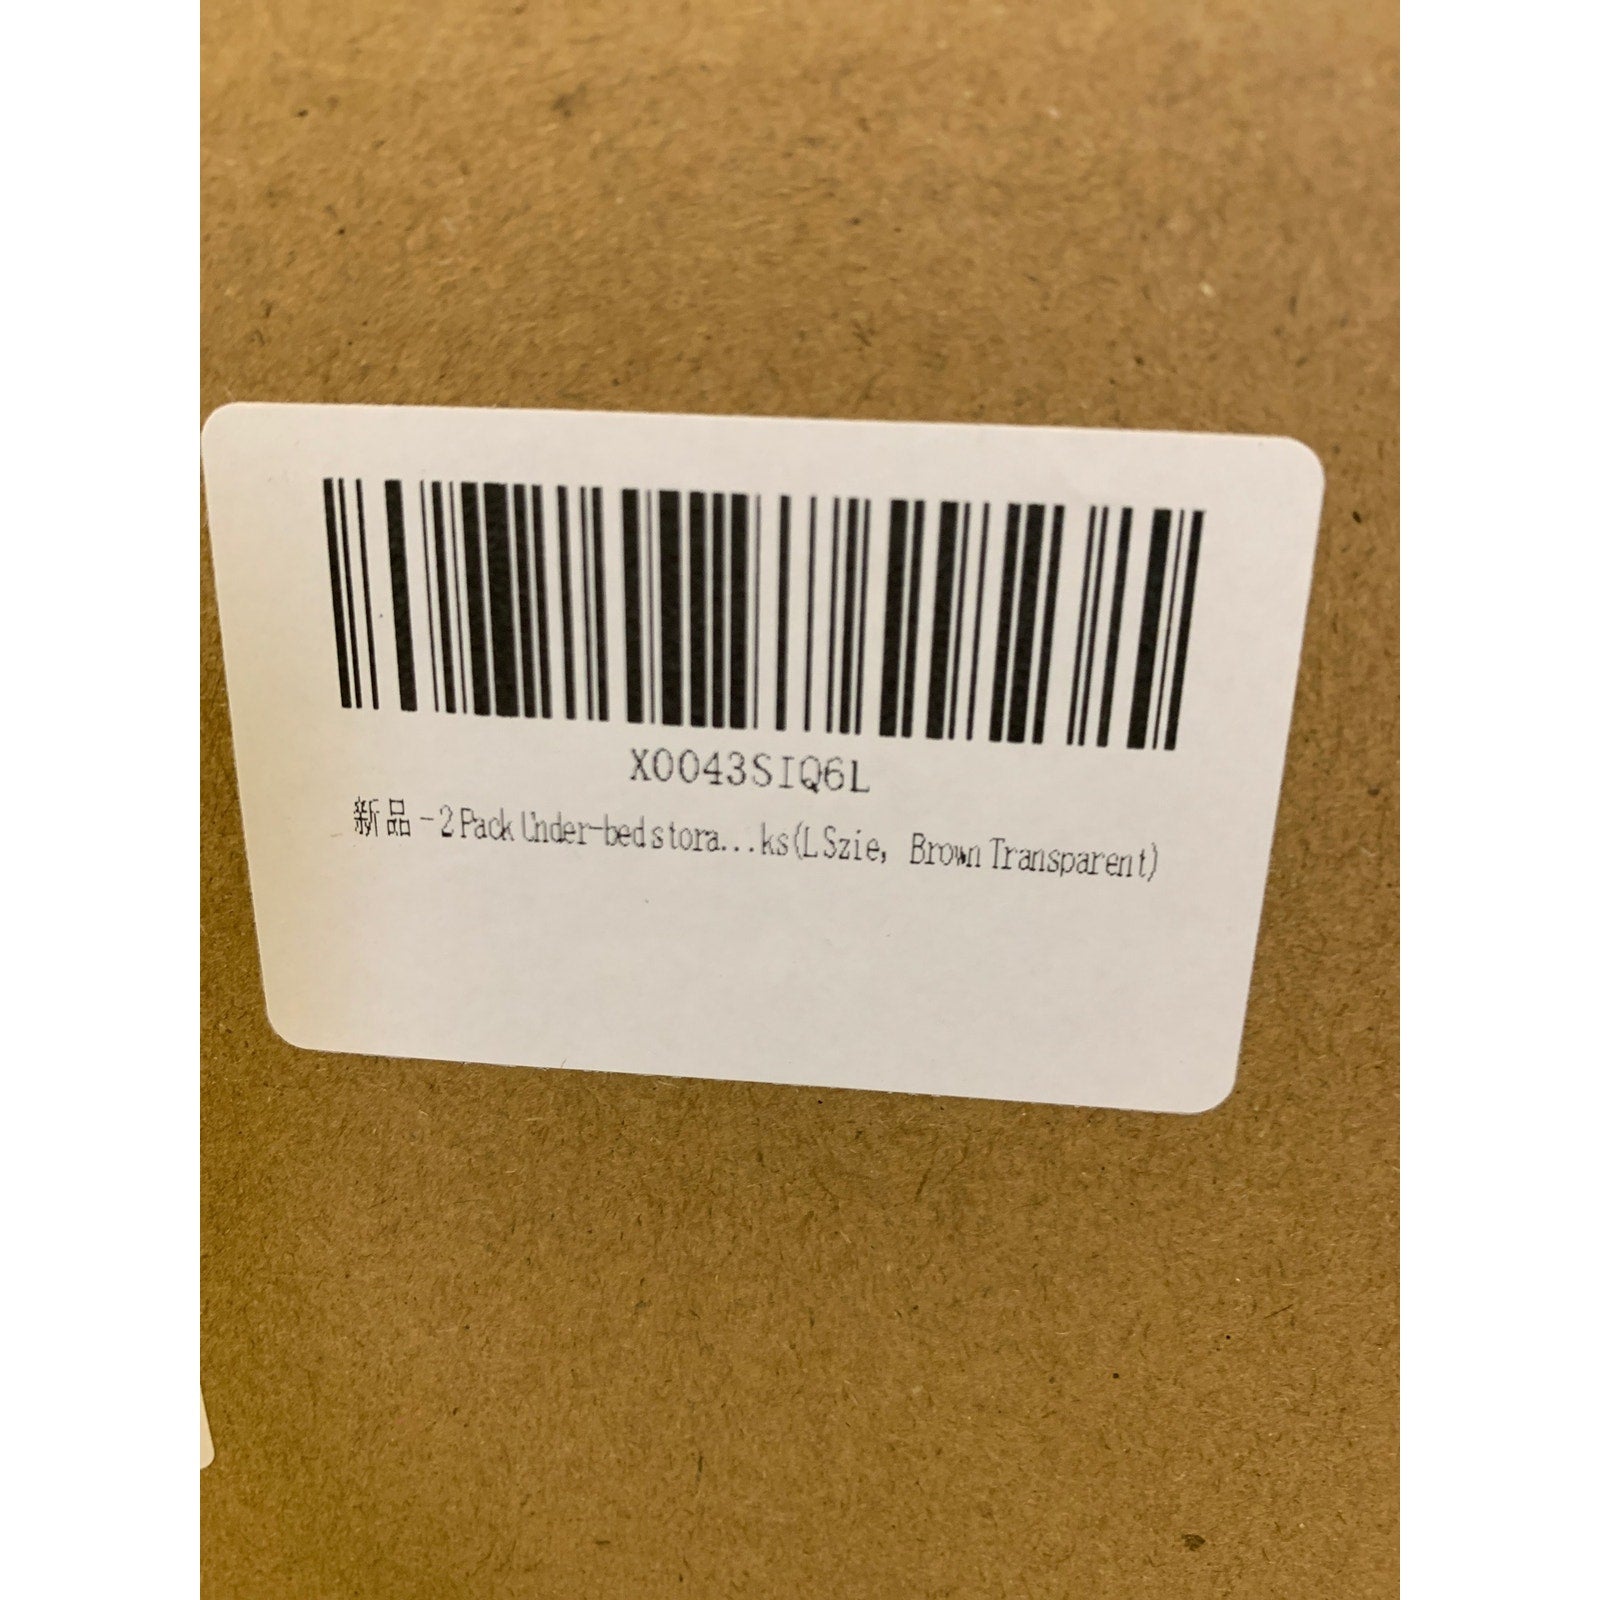 X0043SIQ6L
新品 - 2 Pack Under-bed stora...ks(L Szie, Brown Transparent)